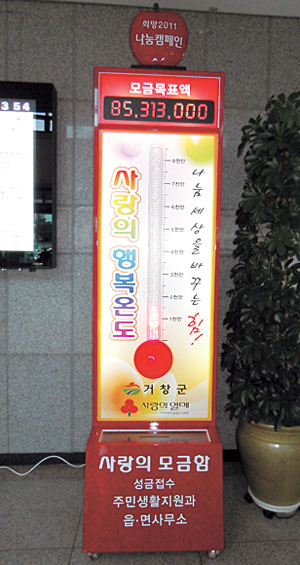 희망2011
나눔캠페인
모금목표액
85,313,000
354
사랑의 행복온도
8천만
7천만
6천만
5천만
4천만
3천만
2천만
1천만
나눔 세상을 바꾸는 힘!
거창군
사랑의열매
사랑의 모금함
성금접수
주민생활지원과
읍·면사무소